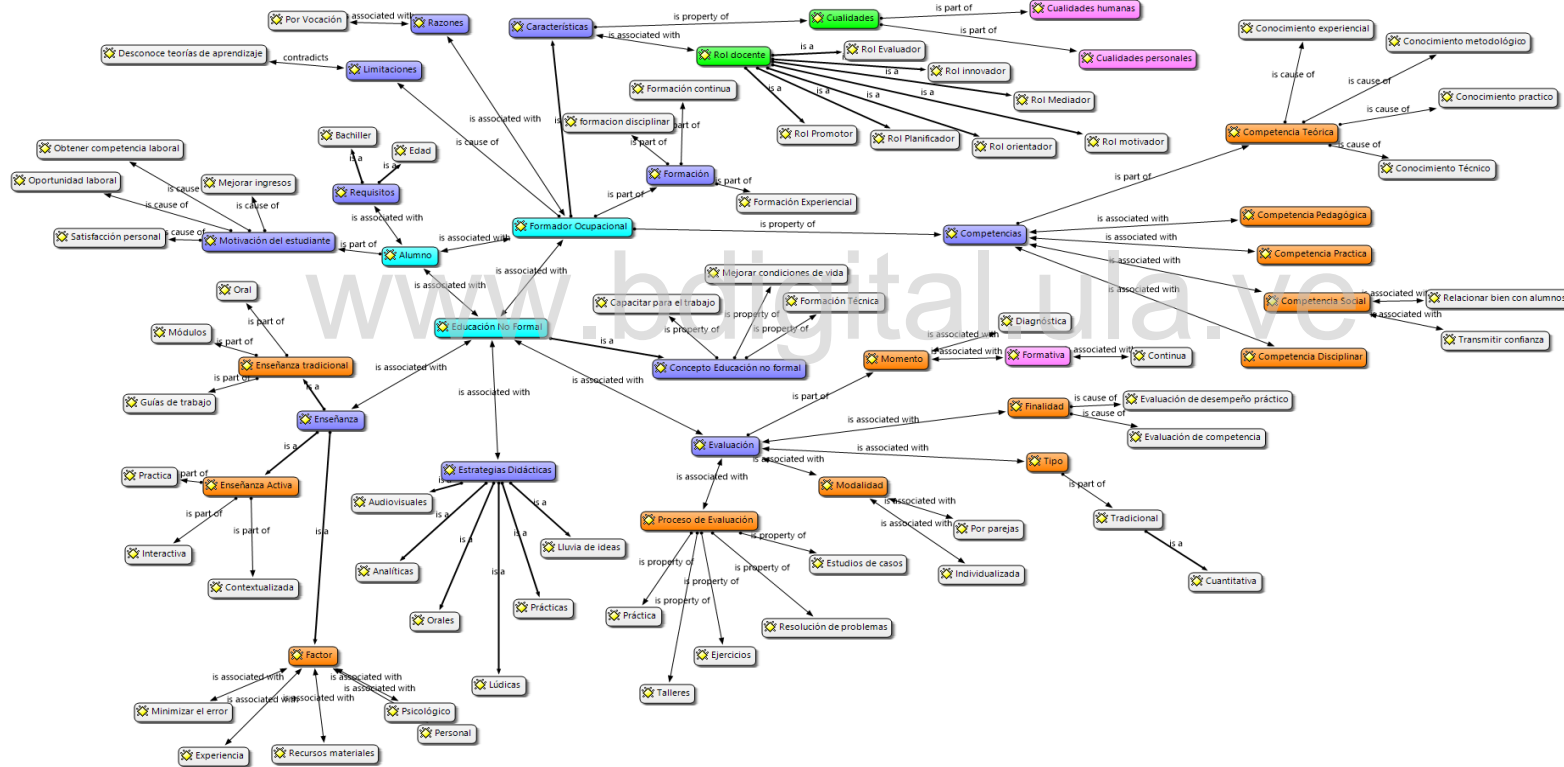 Por Vocación
is associated with
Razones
Características
is property of
Cualidades
is part of
Cualidades humanas
is part of
Cualidades personales
is associated with
Rol docente
is a
Rol Evaluador
Rol innovador
is a
Rol Mediador
is a
is a
is a
is a
Rol Promotor
Rol Planificador
Rol orientador
Rol motivador
Desconoce teorías de aprendizaje
contradicts
Limitaciones
is associated with
is cause of
Formación continua
formacion disciplinar
is part of
is part of
Formación
is part of
Formación Experiencial
is part of
Conocimiento experiencial
Conocimiento metodológico
is cause of
is cause of
Conocimiento practico
is cause of
Competencia Teórica
is cause of
Conocimiento Técnico
is part of
Bachiller
Edad
is a
is a
Requisitos
is associated with
Obtener competencia laboral
Oportunidad laboral
Mejorar ingresos
is cause
is cause of
is cause of
Satisfacción personal
is cause of
Motivación del estudiante
is part of
Alumno
is associated with
Formador Ocupacional
is property of
Competencias
is associated with
Competencia Pedagógica
is associated with
Competencia Practica
is associated with
Competencia Social
is associated with
Relacionar bien con alumnos
is associated with
Transmitir confianza
is associated with
Competencia Disciplinar
is associated with
is associated with
www.bdigital.ula.ve
Educación No Formal
is a
Concepto Educación no formal
Mejorar condiciones de vida
Capacitar para el trabajo
Formación Técnica
is property of
is property of
is property of
Oral
is part of
Módulos
is part of
Enseñanza tradicional
is part of
Guías de trabajo
is a
is associated with
is associated with
is associated with
Enseñanza
is a
Practica
part of
Enseñanza Activa
is part of
is part of
Interactiva
Contextualizada
is a
Estrategias Didácticas
Audiovisuales
is a
is a
is a
is a
Lluvia de ideas
Analíticas
Orales
Prácticas
Lúdicas
Evaluación
is part of
Momento
is associated with
Diagnóstica
is associated with
Formativa
associated with
Continua
is associated with
Finalidad
is cause of
Evaluación de desempeño práctico
is cause of
Evaluación de competencia
is associated with
Tipo
is part of
Tradicional
is a
Cuantitativa
is associated with
Modalidad
is associated with
Por parejas
is associated with
Individualizada
is associated with
Proceso de Evaluación
is property of
Estudios de casos
is property of
is property of
is property of
Práctica
Resolución de problemas
Ejercicios
Talleres
Factor
is associated with
is associated with
is associated with
is associated with
is associated with
Minimizar el error
Psicológico
Personal
Experiencia
Recursos materiales